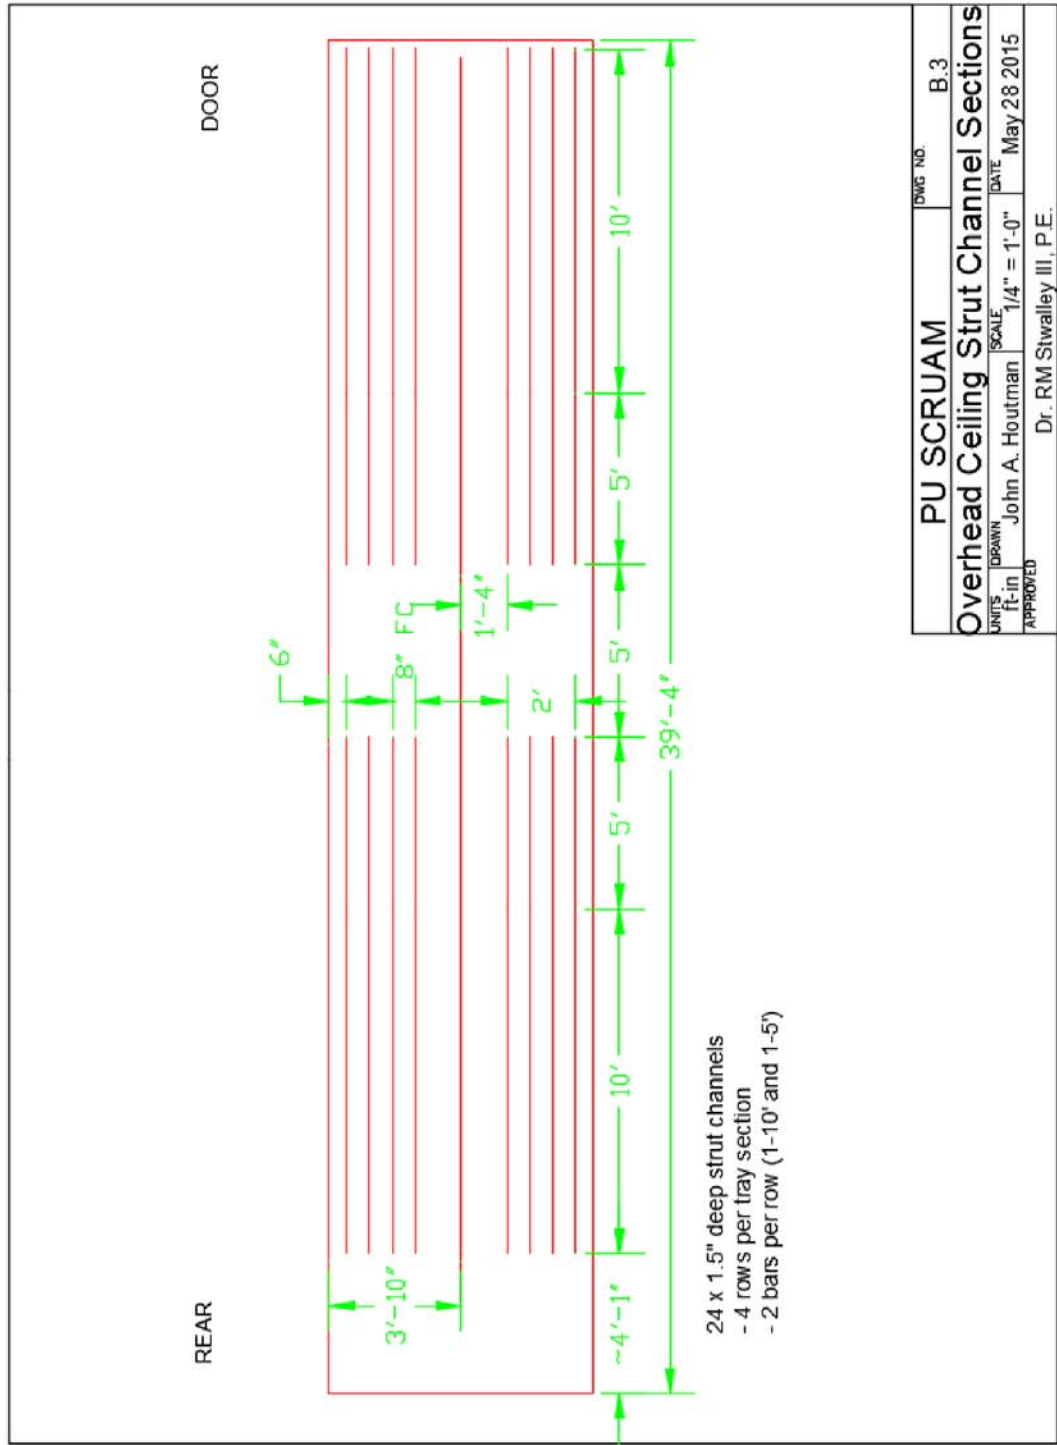 REAR
DOOR
6"
8" FC
3'-10"
1'-4"
2'
~4'-1"
10'
5'
5'
5'
10'
39'-4"
24 x 1.5" deep strut channels
- 4 rows per tray section
- 2 bars per row (1-10' and 1-5')
PU SCRUAM
DWG NO. B.3
Overhead Ceiling Strut Channel Sections
UNITS ft-in DRAWN John A. Houtman SCALE 1/4" = 1'-0" DATE May 28 2015
APPROVED Dr. RM Stwalley III, P.E.